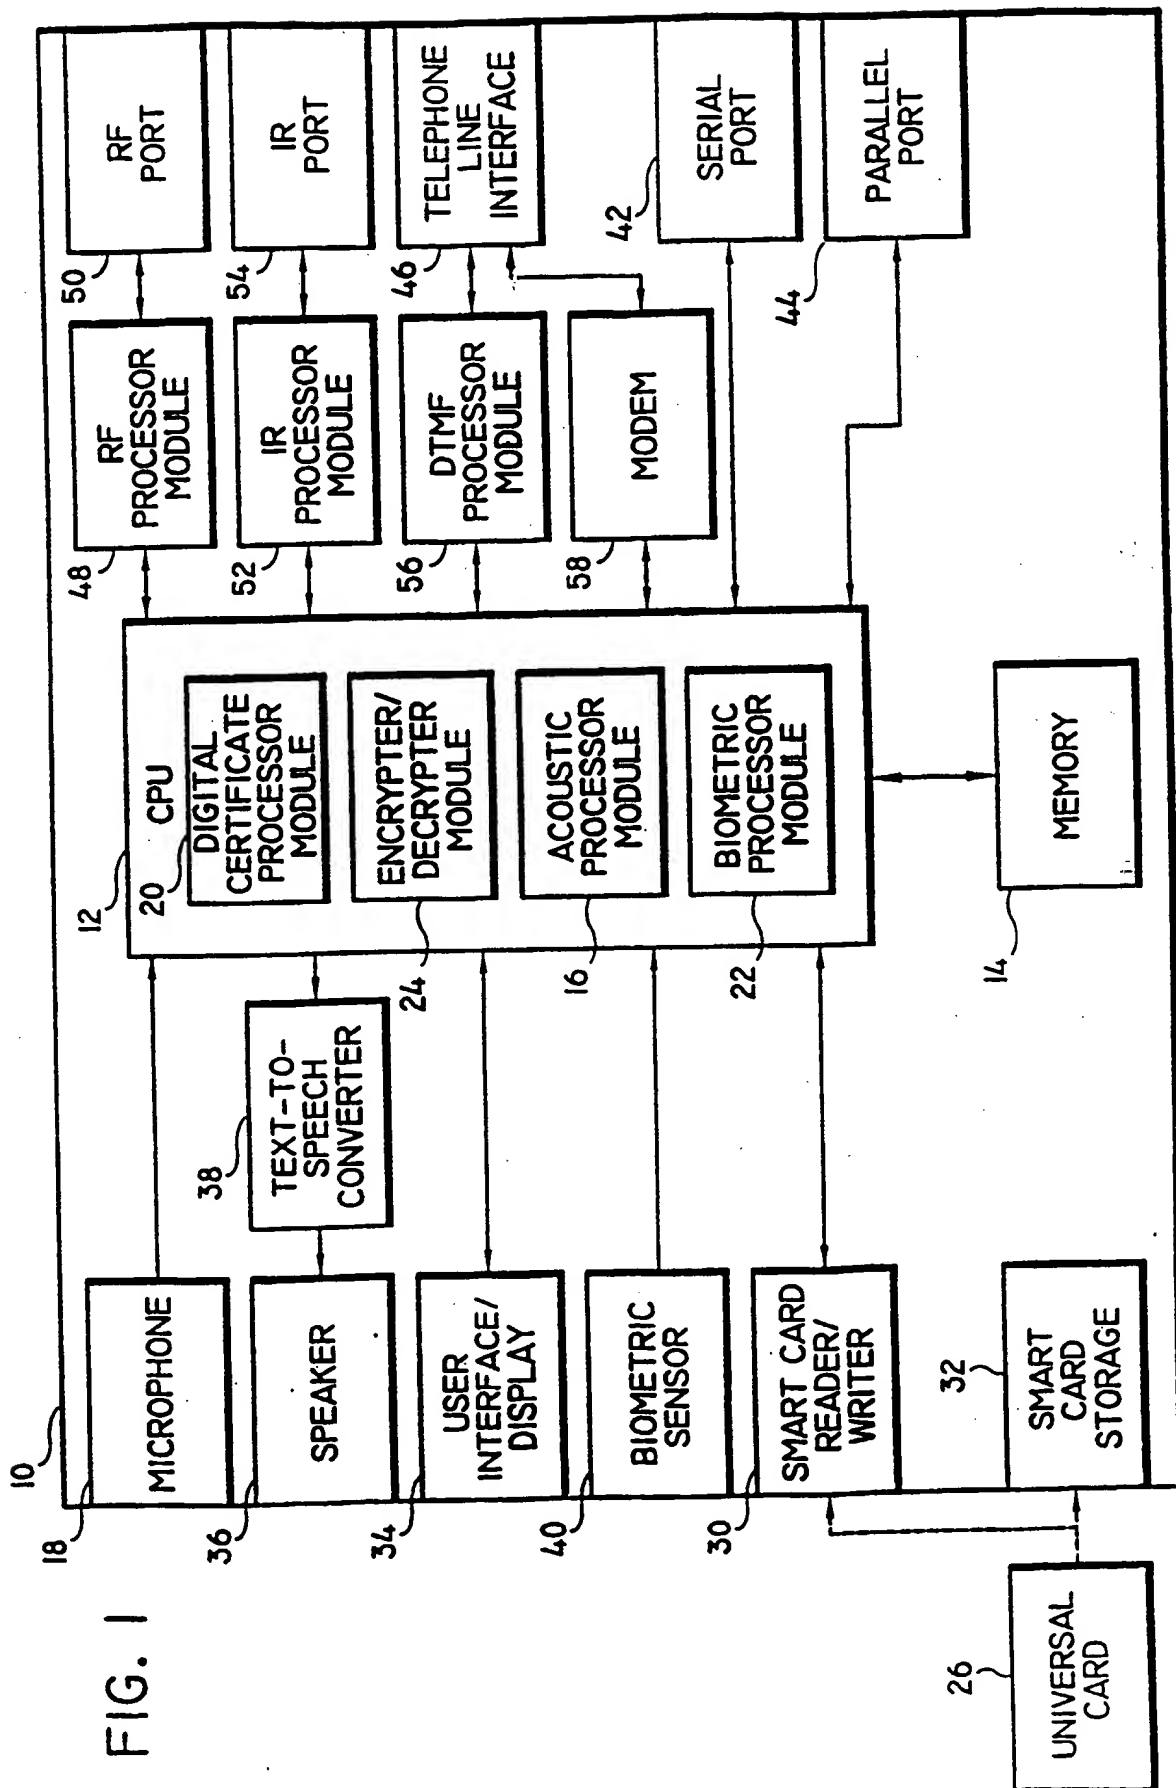 FIG. 1
10
18
MICROPHONE
36
SPEAKER
38
TEXT-TO-
SPEECH
CONVERTER
34
USER
INTERFACE/
DISPLAY
40
BIOMETRIC
SENSOR
30
SMART CARD
READER/
WRITER
32
SMART
CARD
STORAGE
26
UNIVERSAL
CARD
12
CPU
20
DIGITAL
CERTIFICATE
PROCESSOR
MODULE
24
ENCRYPTER/
DECRYPTER
MODULE
16
ACOUSTIC
PROCESSOR
MODULE
22
BIOMETRIC
PROCESSOR
MODULE
14
MEMORY
48
RF
PROCESSOR
MODULE
52
IR
PROCESSOR
MODULE
56
DTMF
PROCESSOR
MODULE
58
MODEM
50
RF
PORT
54
IR
PORT
46
TELEPHONE
LINE
INTERFACE
42
SERIAL
PORT
44
PARALLEL
PORT